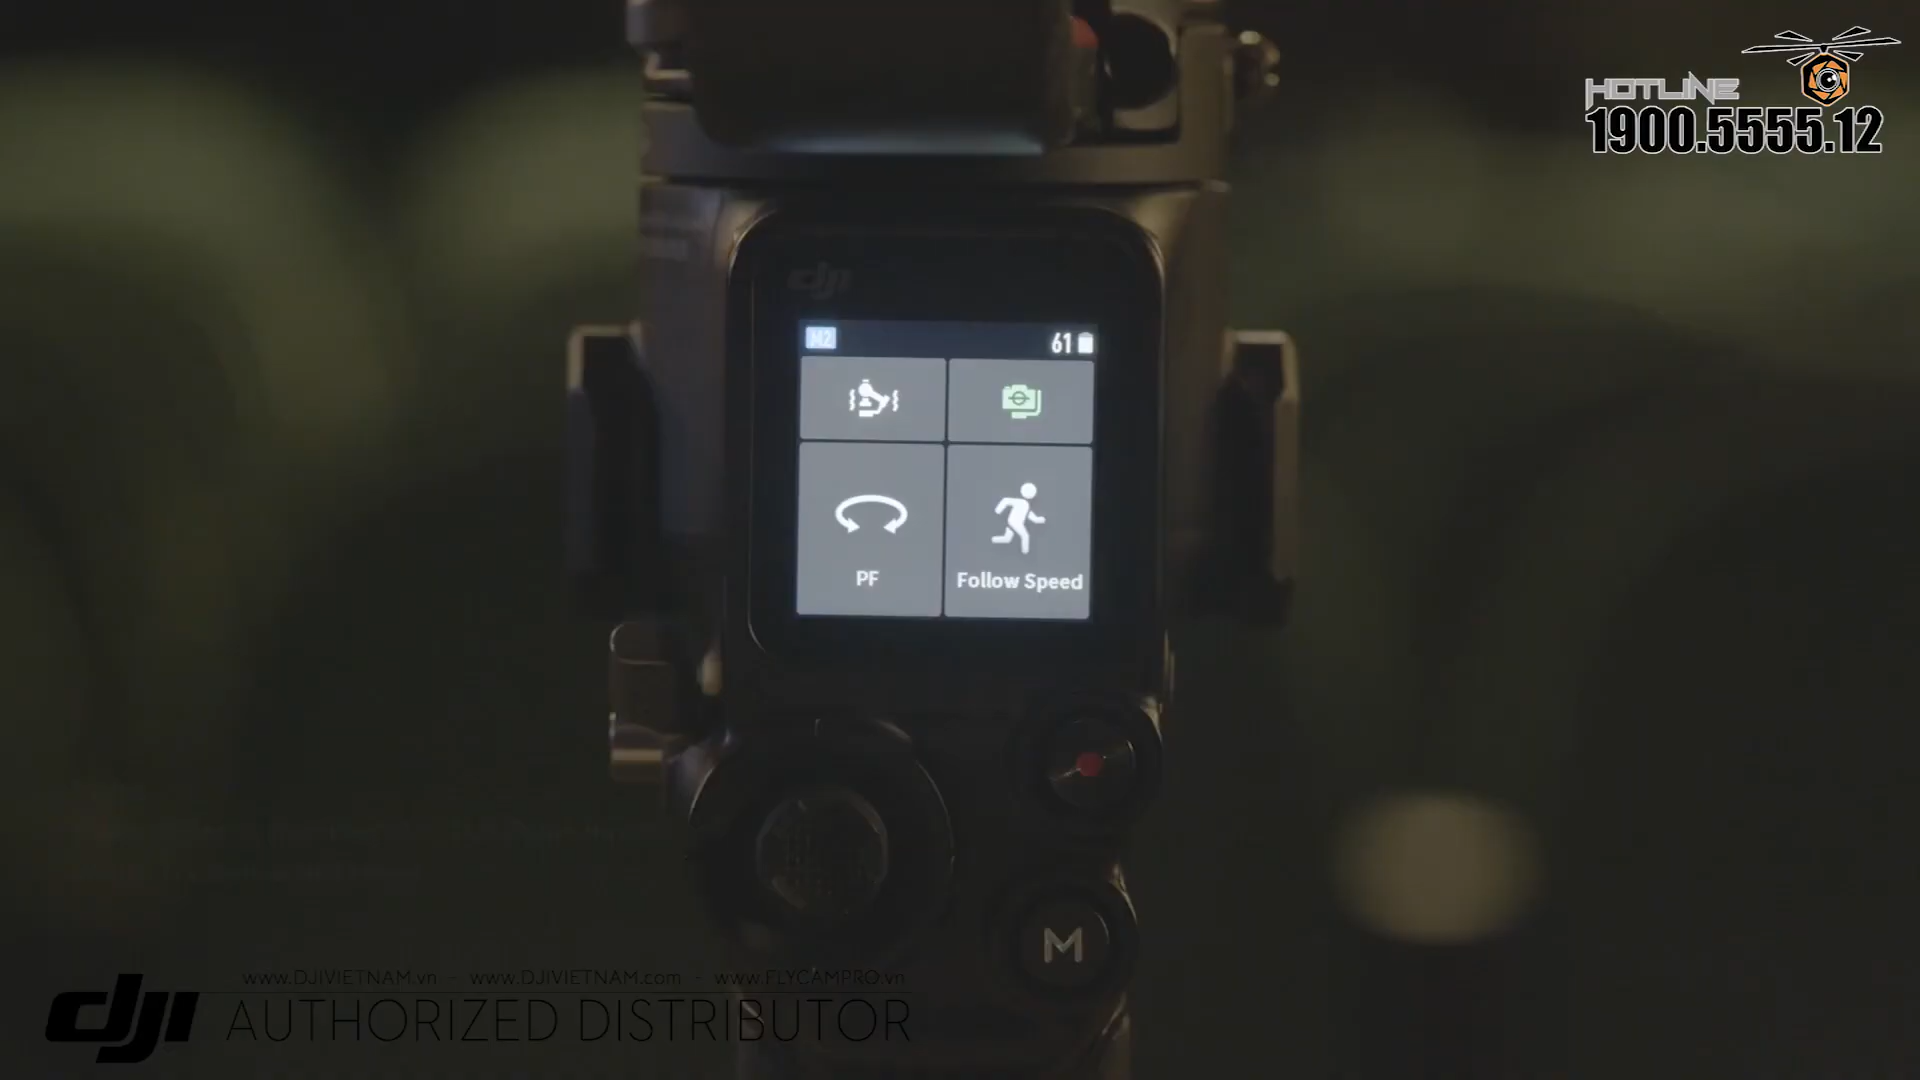 HOTLINE
1900.5555.12
dji
M2
61
PF
Follow Speed
M
www.DJIVIETNAM.vn - www.DJIVIETNAM.com - www.FLYCAMPRO.vn
dji AUTHORIZED DISTRIBUTOR